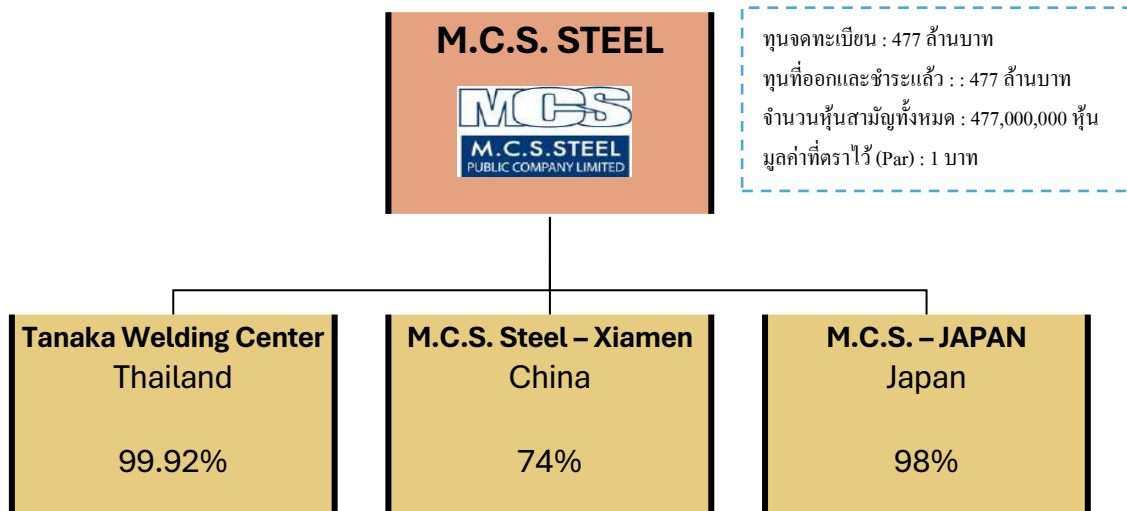 M.C.S. STEEL
MCS
M.C.S.STEEL
PUBLIC COMPANY LIMITED
ทุนจดทะเบียน : 477 ล้านบาท
ทุนที่ออกและชำระแล้ว : : 477 ล้านบาท
จำนวนหุ้นสามัญทั้งหมด : 477,000,000 หุ้น
มูลค่าที่ตราไว้ (Par) : 1 บาท
Tanaka Welding Center
Thailand
99.92%
M.C.S. Steel – Xiamen
China
74%
M.C.S. – JAPAN
Japan
98%